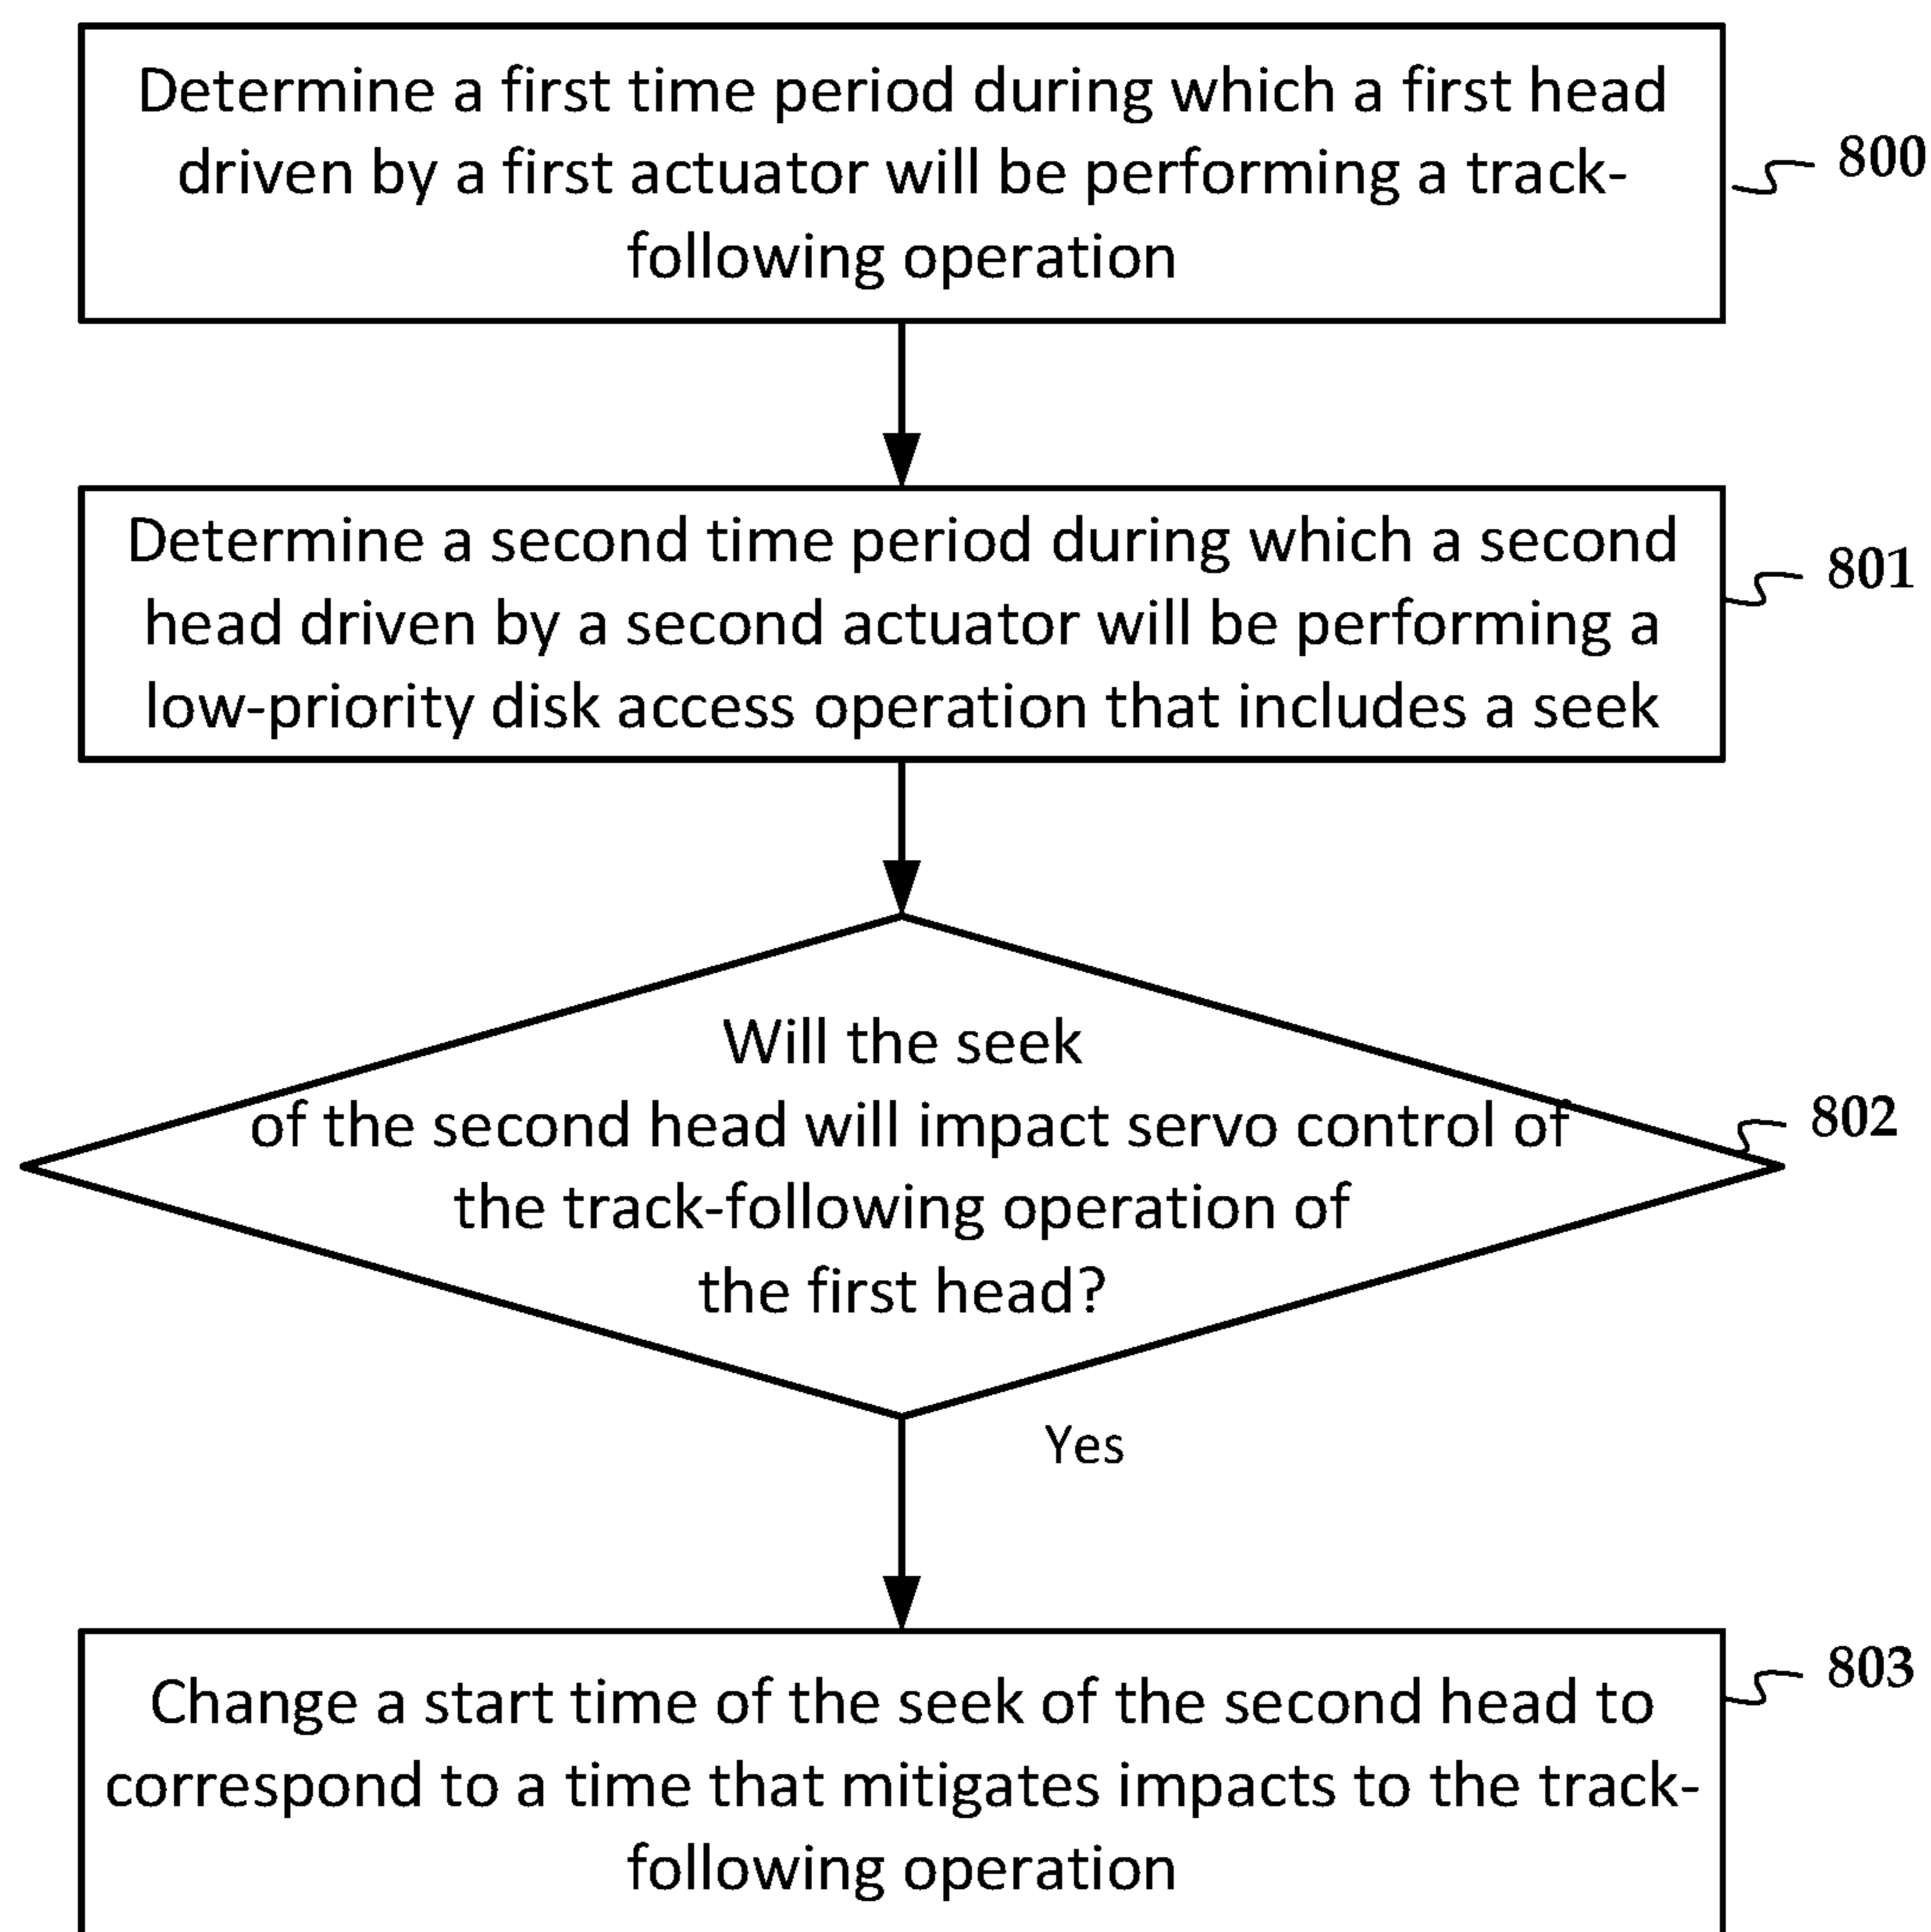 Determine a first time period during which a first head
driven by a first actuator will be performing a track-
following operation
800
Determine a second time period during which a second
head driven by a second actuator will be performing a
low-priority disk access operation that includes a seek
801
Will the seek
of the second head will impact servo control of
the track-following operation of
the first head?
802
Yes
Change a start time of the seek of the second head to
correspond to a time that mitigates impacts to the track-
following operation
803